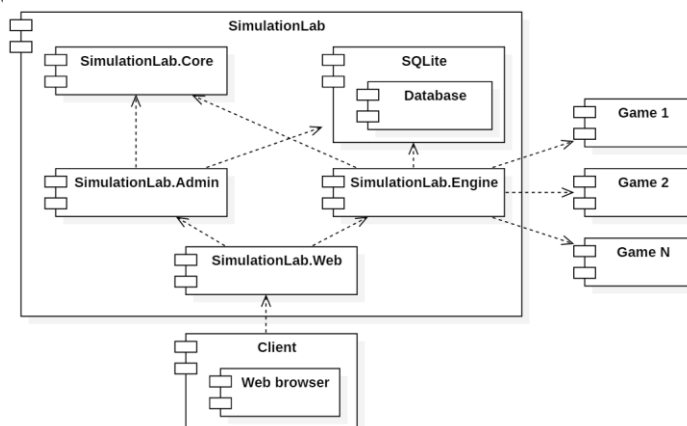 SimulationLab
SimulationLab.Core
SQLite
Database
Game 1
SimulationLab.Admin
SimulationLab.Engine
Game 2
Game N
SimulationLab.Web
Client
Web browser